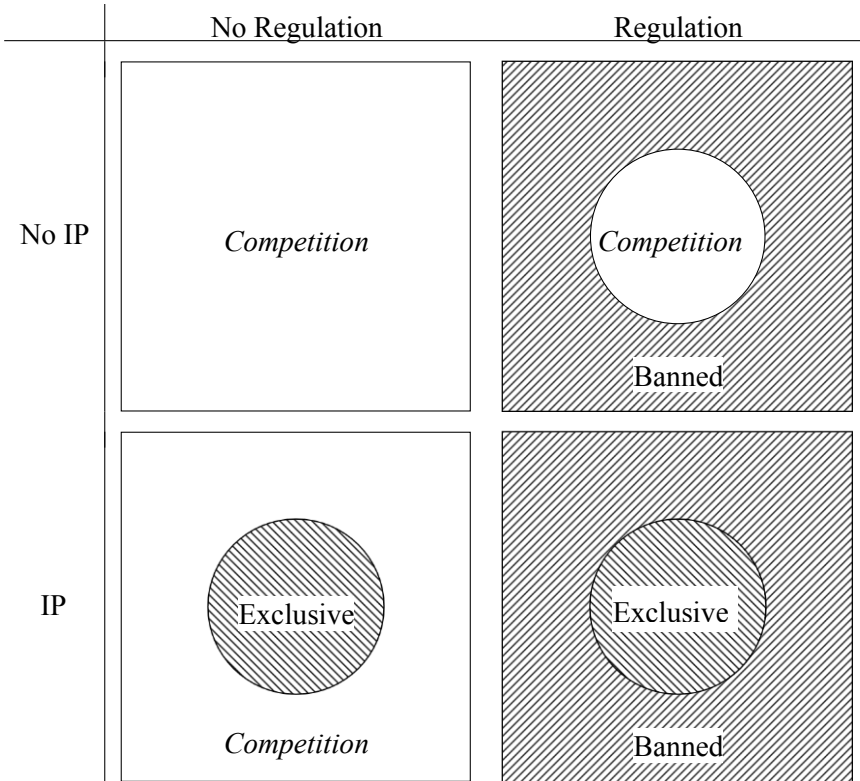 No Regulation Regulation
No IP
Competition
Competition
Banned
IP
Exclusive
Exclusive
Competition
Banned